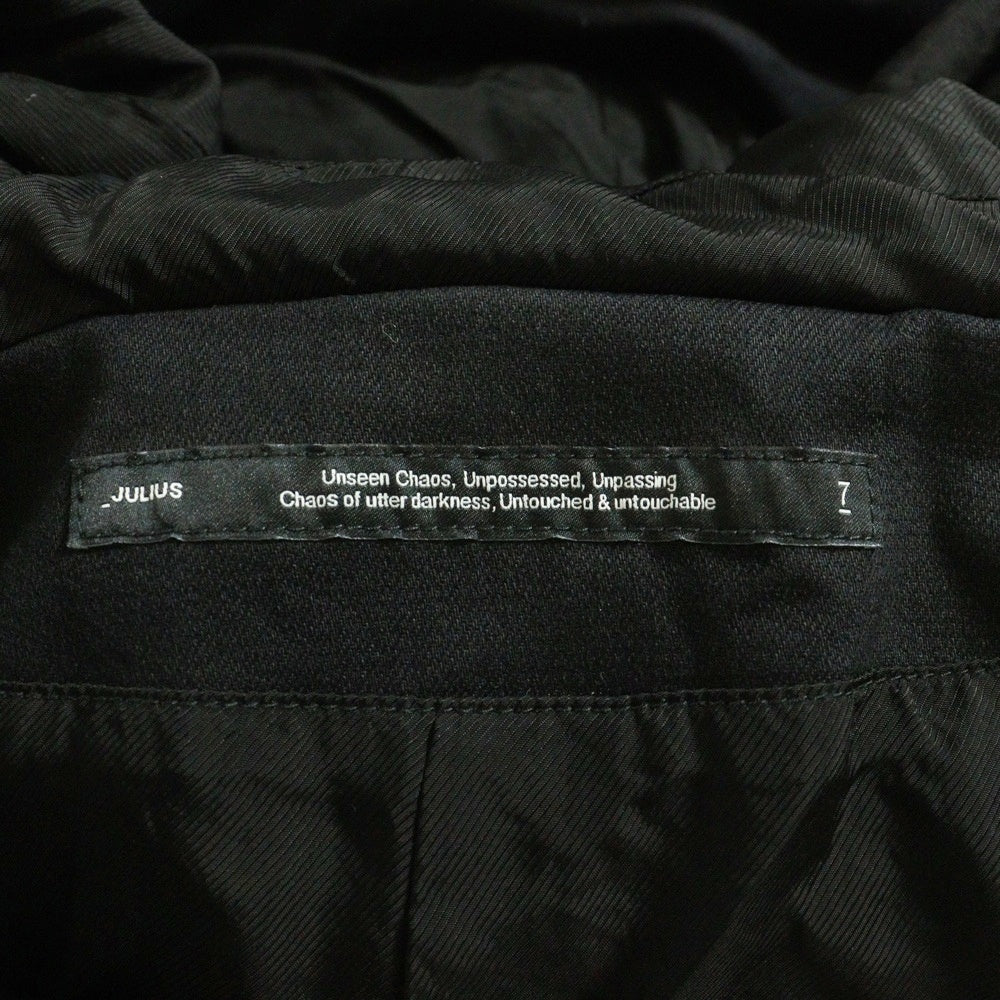 _JULIUS
Unseen Chaos, Unpossessed, Unpassing
Chaos of utter darkness, Untouched & untouchable
7